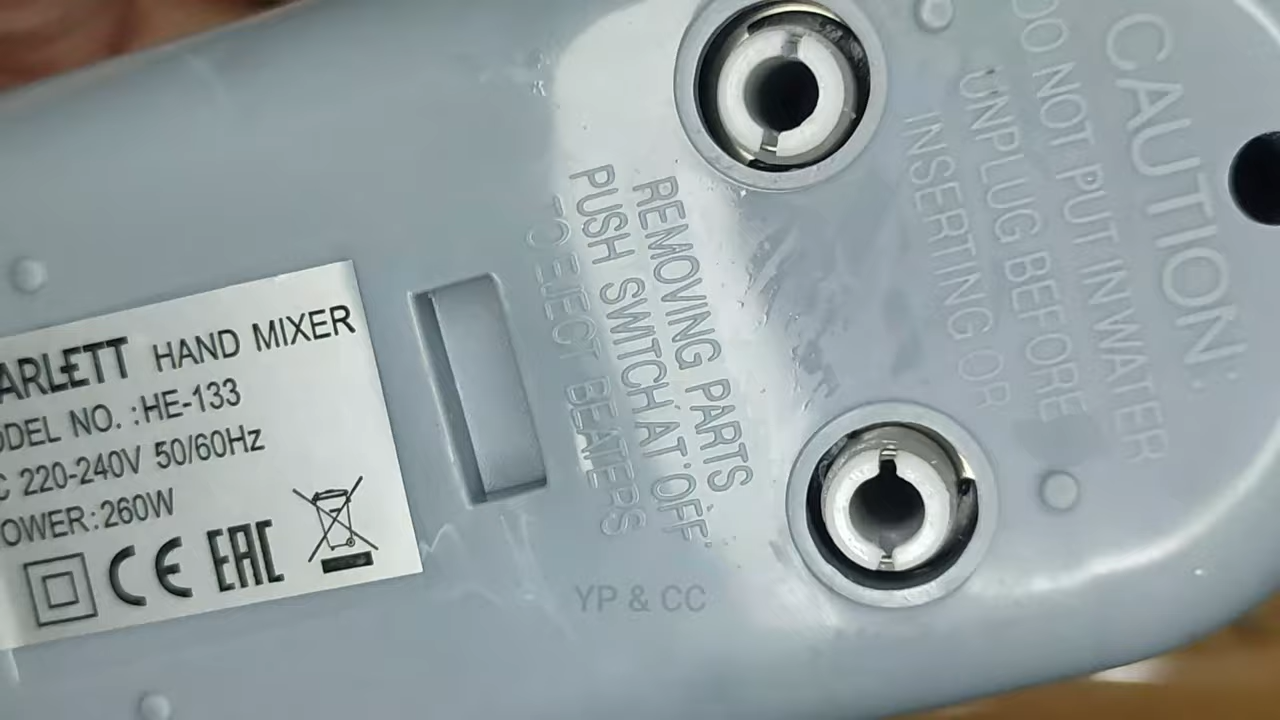 ARLETT HAND MIXER
ODEL NO. :HE-133
C 220-240V 50/60Hz
OWER:260W
CE EAC
REMOVING PARTS
PUSH SWITCH AT 'OFF'
TO EJECT BEATERS
YP & CC
CAUTION:
DO NOT PUT IN WATER
UNPLUG BEFORE
INSERTING OR